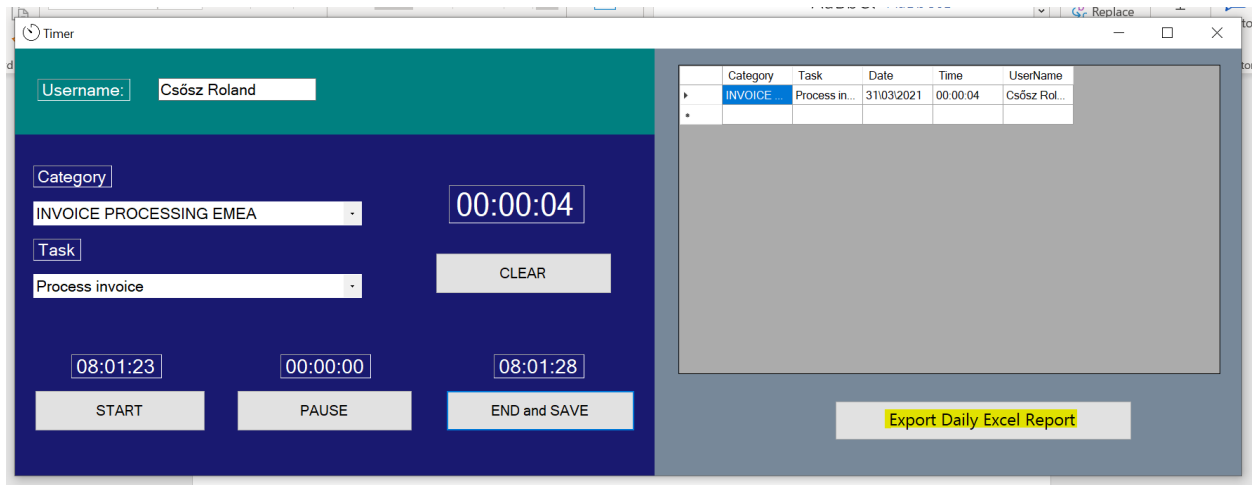 Replace
Timer
Username: Csősz Roland
Category
INVOICE PROCESSING EMEA
Task
Process invoice
00:00:04
CLEAR
08:01:23 00:00:00 08:01:28
START PAUSE END and SAVE
Category Task Date Time UserName
INVOICE ... Process in... 31\03\2021 00:00:04 Csősz Rol...
Export Daily Excel Report